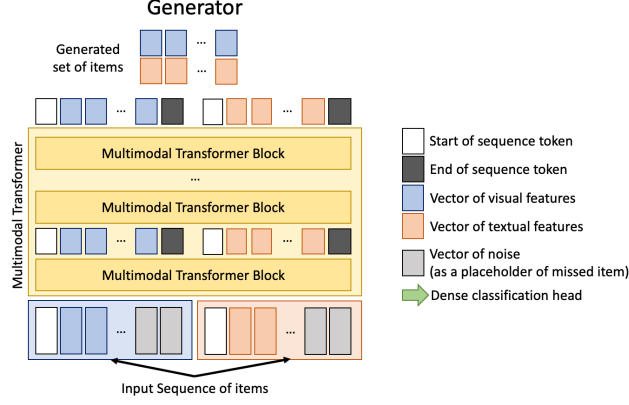 Generator
Generated
set of items
...
...
... ...
Multimodal Transformer
Multimodal Transformer Block
...
Multimodal Transformer Block
... ...
Multimodal Transformer Block
... ...
Input Sequence of items
Start of sequence token
End of sequence token
Vector of visual features
Vector of textual features
Vector of noise
(as a placeholder of missed item)
Dense classification head